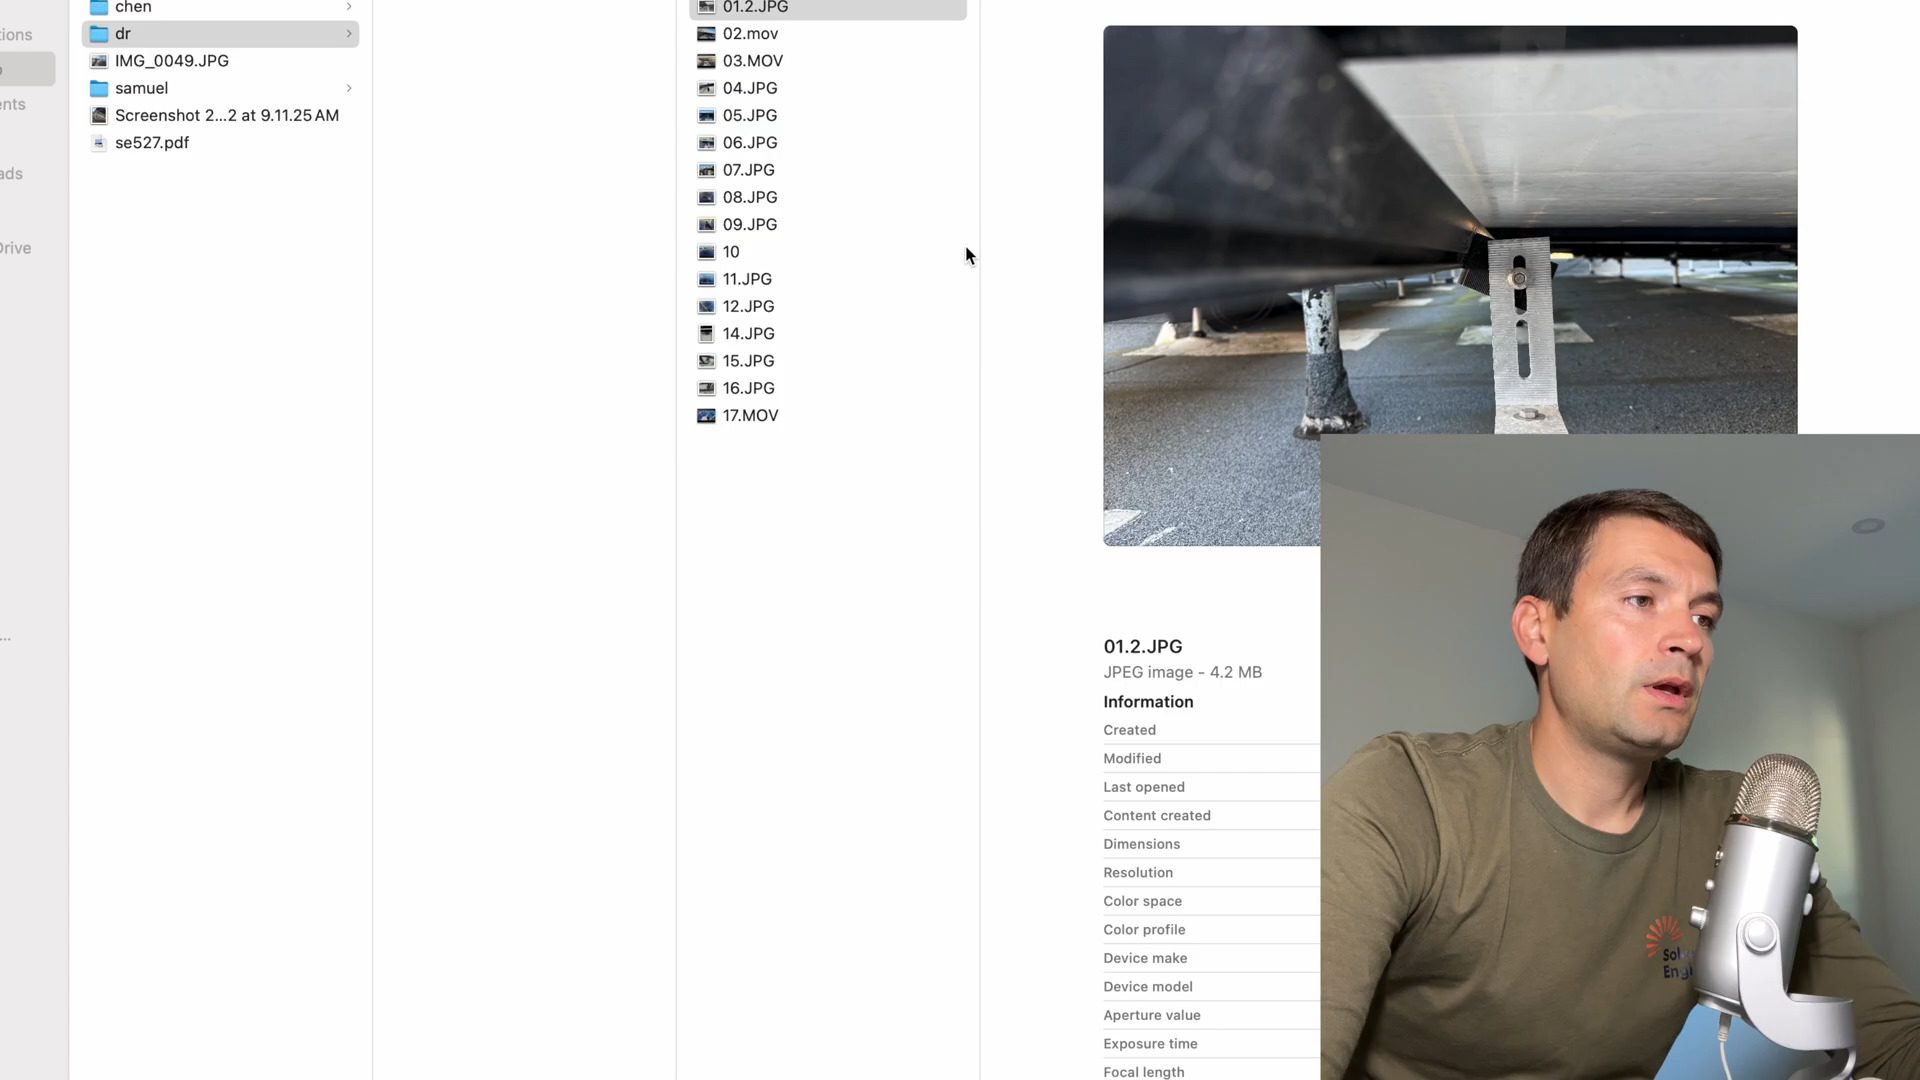 tions
ents
ads
Drive
...
chen
dr
IMG_0049.JPG
samuel
Screenshot 2...2 at 9.11.25 AM
se527.pdf
01.2.JPG
02.mov
03.MOV
04.JPG
05.JPG
06.JPG
07.JPG
08.JPG
09.JPG
10
11.JPG
12.JPG
14.JPG
15.JPG
16.JPG
17.MOV
01.2.JPG
JPEG image - 4.2 MB
Information
Created
Modified
Last opened
Content created
Dimensions
Resolution
Color space
Color profile
Device make
Device model
Aperture value
Exposure time
Focal length